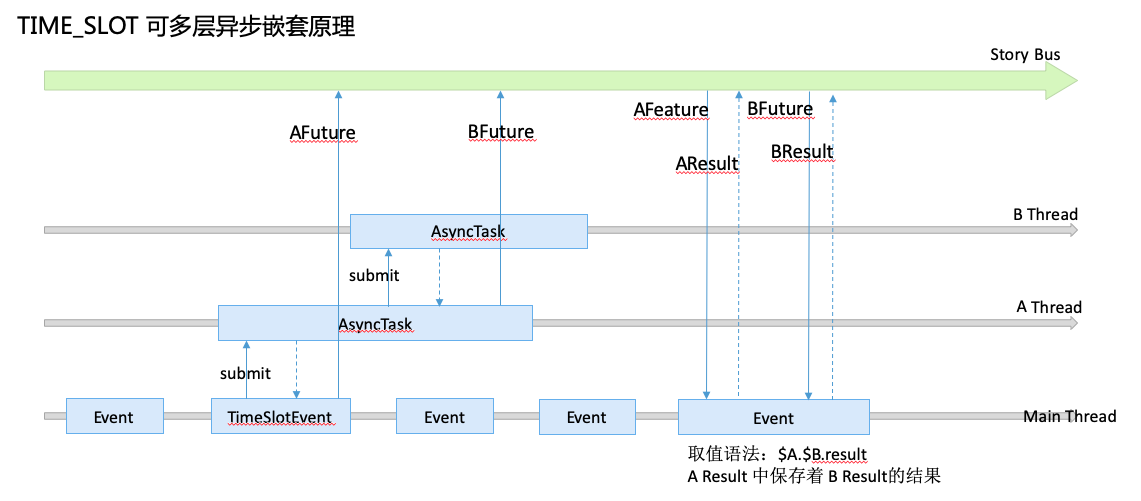 TIME_SLOT 可多层异步嵌套原理
Story Bus
AFuture
BFuture
AFeature
BFuture
AResult
BResult
B Thread
AsyncTask
submit
A Thread
AsyncTask
submit
Event
TimeSlotEvent
Event
Event
Event
Main Thread
取值语法：$A.$B.result
A Result 中保存着 B Result的结果